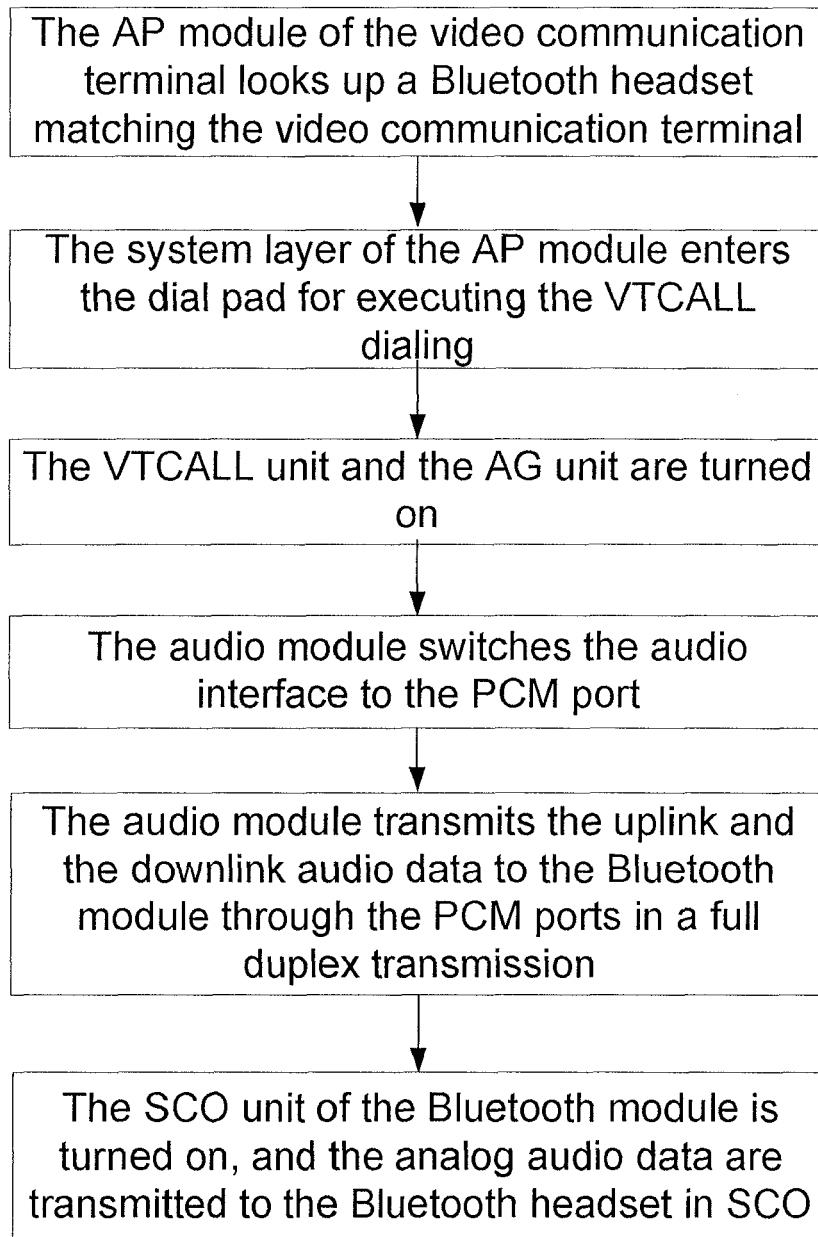 The AP module of the video communication
terminal looks up a Bluetooth headset
matching the video communication terminal
The system layer of the AP module enters
the dial pad for executing the VTCALL
dialing
The VTCALL unit and the AG unit are turned
on
The audio module switches the audio
interface to the PCM port
The audio module transmits the uplink and
the downlink audio data to the Bluetooth
module through the PCM ports in a full
duplex transmission
The SCO unit of the Bluetooth module is
turned on, and the analog audio data are
transmitted to the Bluetooth headset in SCO